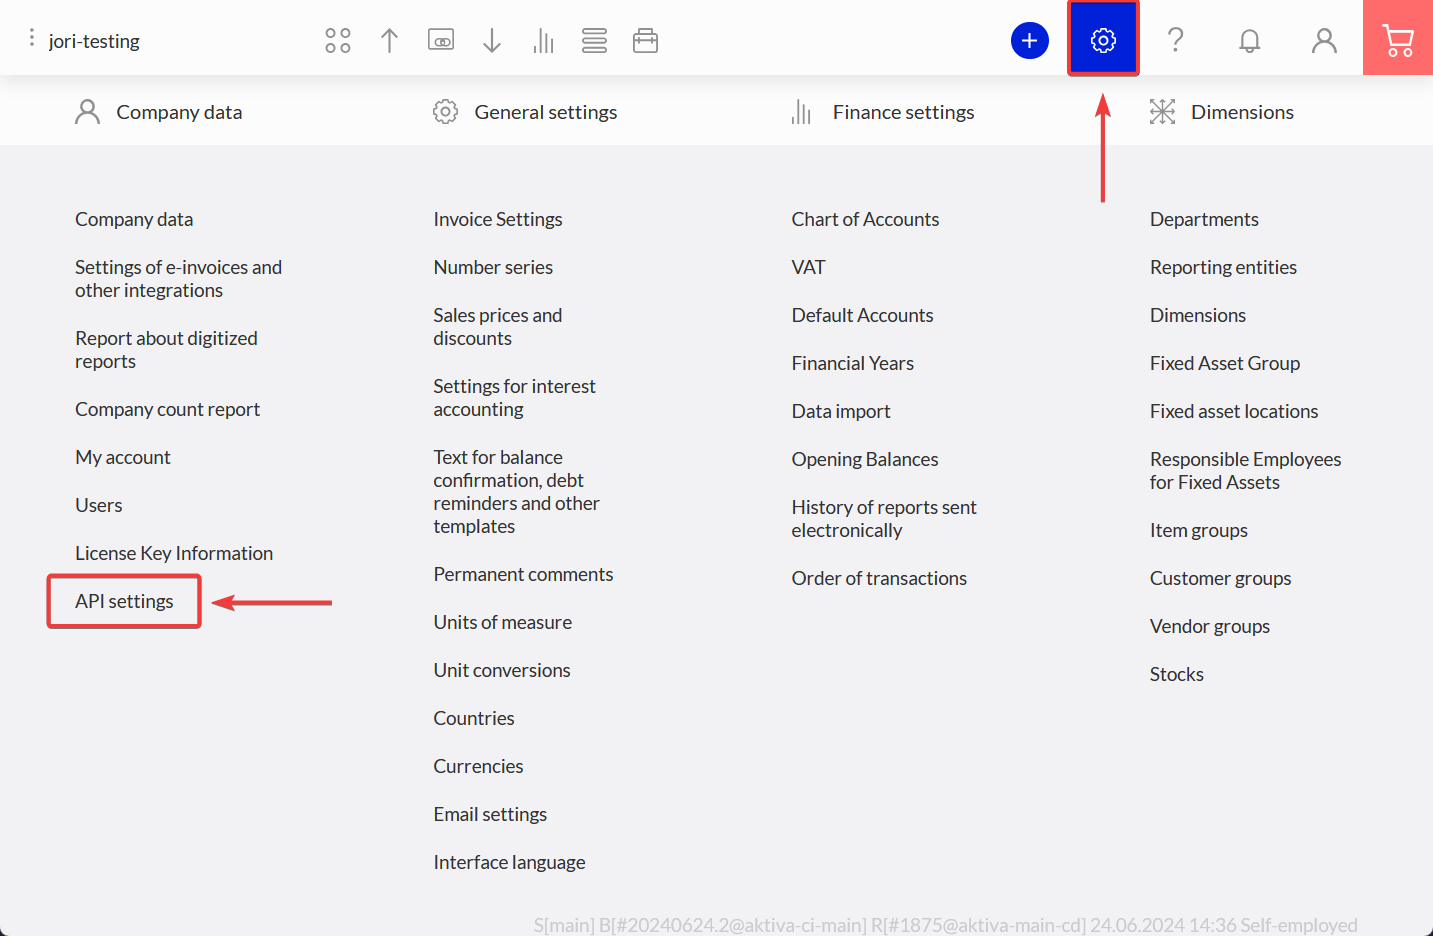 jori-testing
Company data
General settings
Finance settings
Dimensions
Company data
Settings of e-invoices and
other integrations
Report about digitized
reports
Company count report
My account
Users
License Key Information
API settings
Invoice Settings
Number series
Sales prices and
discounts
Settings for interest
accounting
Text for balance
confirmation, debt
reminders and other
templates
Permanent comments
Units of measure
Unit conversions
Countries
Currencies
Email settings
Interface language
Chart of Accounts
VAT
Default Accounts
Financial Years
Data import
Opening Balances
History of reports sent
electronically
Order of transactions
Departments
Reporting entities
Dimensions
Fixed Asset Group
Fixed asset locations
Responsible Employees
for Fixed Assets
Item groups
Customer groups
Vendor groups
Stocks
S[main] B[#20240624.2@aktiva-ci-main] R[#1875@aktiva-main-cd] 24.06.2024 14:36 Self-employed